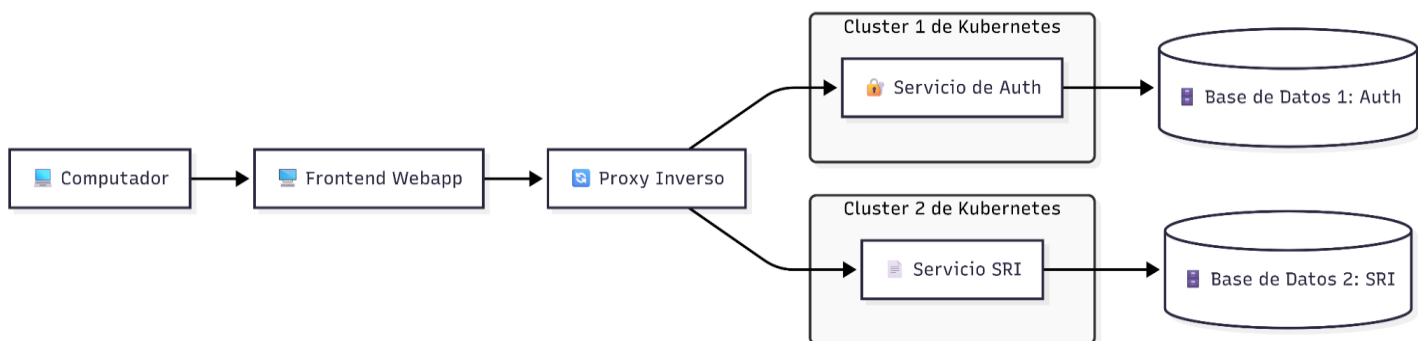 Cluster 1 de Kubernetes
Servicio de Auth
Base de Datos 1: Auth
Computador
Frontend Webapp
Proxy Inverso
Cluster 2 de Kubernetes
Servicio SRI
Base de Datos 2: SRI